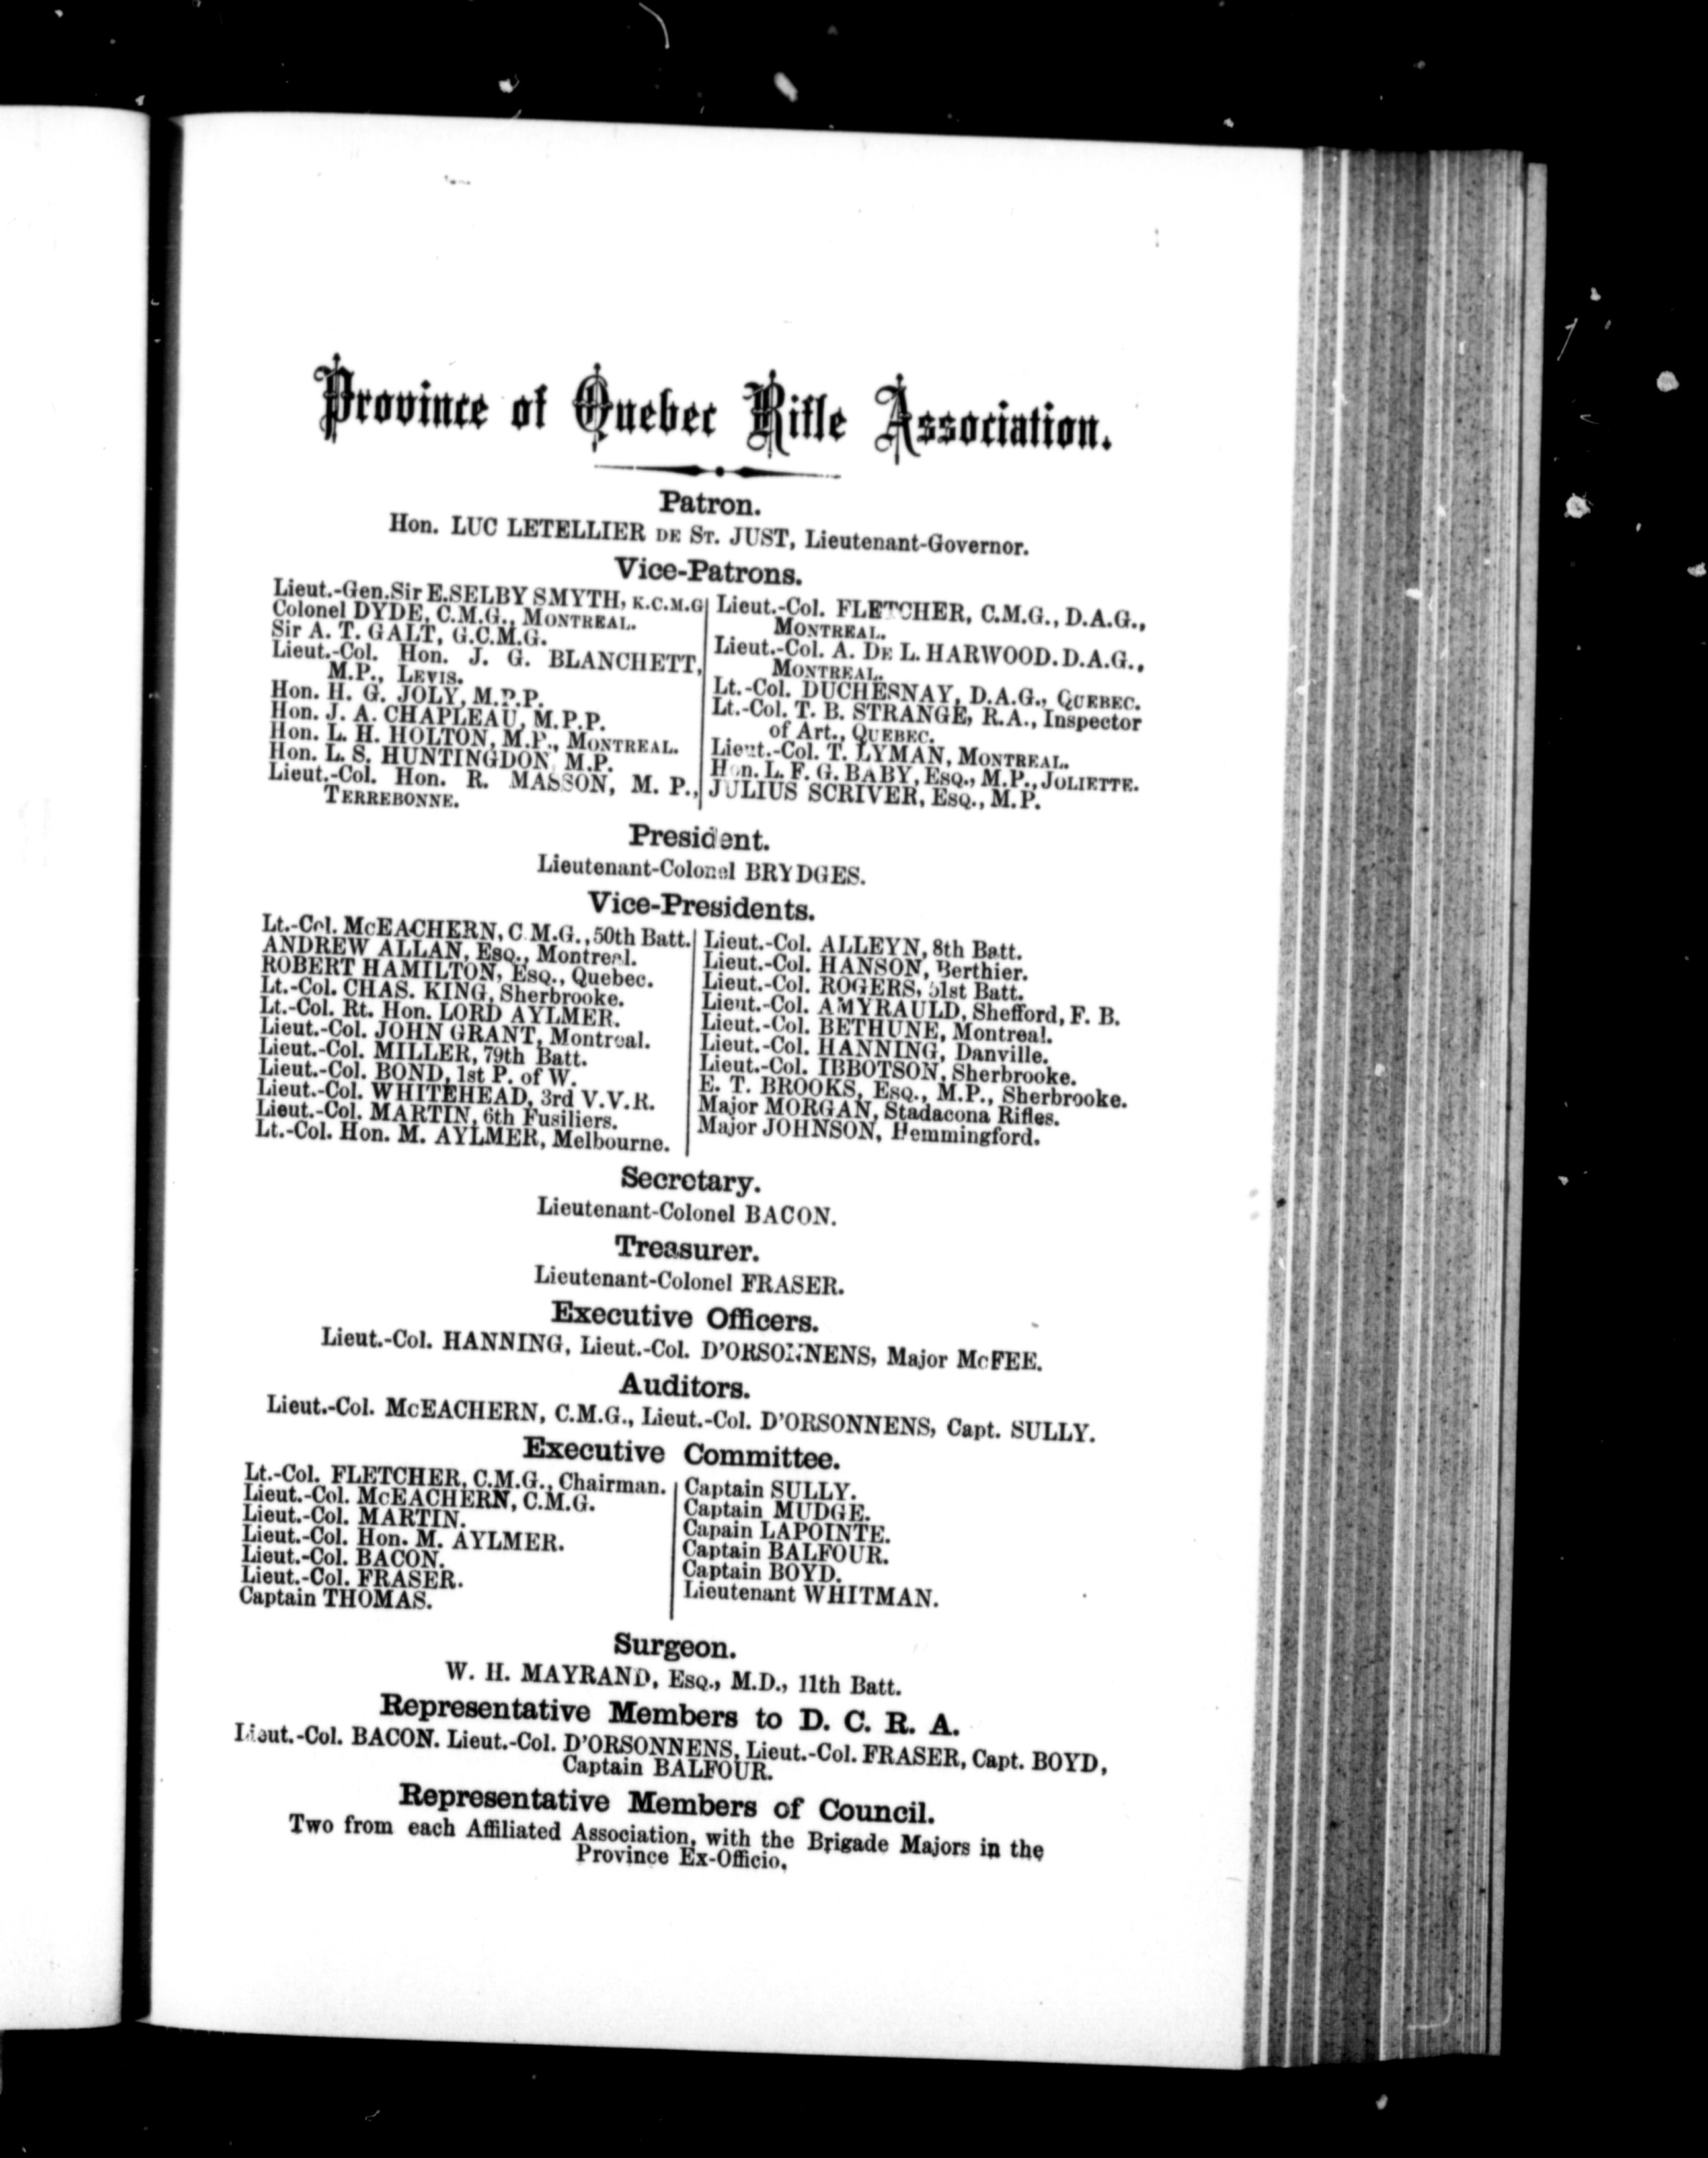 Province of Quebec Rifle Association.
Patron.
Hon. LUC LETELLIER DE ST. JUST, Lieutenant-Governor.
Vice-Patrons.
Lieut.-Gen. Sir E. SELBY SMYTH, K.C.M.G
Colonel DYDE, C.M.G., MONTREAL.
Sir A. T. GALT, G.C.M.G.
Lieut.-Col. Hon. J. G. BLANCHETT,
M.P., LEVIS.
Hon. H. G. JOLY, M.P.P.
Hon. J. A. CHAPLEAU, M.P.P.
Hon. L. H. HOLTON, M.P., MONTREAL.
Hon. L. S. HUNTINGDON, M.P.
Lieut.-Col. Hon. R. MASSON, M. P.,
TERREBONNE.
Lieut.-Col. FLETCHER, C.M.G., D.A.G.,
MONTREAL.
Lieut.-Col. A. DE L. HARWOOD. D.A.G.,
MONTREAL.
Lt.-Col. DUCHESNAY, D.A.G., QUEBEC.
Lt.-Col. T. B. STRANGE, R.A., Inspector
of Art., QUEBEC.
Lieut.-Col. T. LYMAN, MONTREAL.
Hon. L. F. G. BABY, ESQ., M.P., JOLIETTE.
JULIUS SCRIVER, ESQ., M.P.
President.
Lieutenant-Colonel BRYDGES.
Vice-Presidents.
Lt.-Col. McEACHERN, C.M.G., 50th Batt.
ANDREW ALLAN, ESQ., Montreal.
ROBERT HAMILTON, ESQ., Quebec.
Lt.-Col. CHAS. KING, Sherbrooke.
Lt.-Col. Rt. Hon. LORD AYLMER.
Lieut.-Col. JOHN GRANT, Montreal.
Lieut.-Col. MILLER, 79th Batt.
Lieut.-Col. BOND, 1st P. of W.
Lieut.-Col. WHITEHEAD, 3rd V.V.R.
Lieut.-Col. MARTIN, 6th Fusiliers.
Lt.-Col. Hon. M. AYLMER, Melbourne.
Lieut.-Col. ALLEYN, 8th Batt.
Lieut.-Col. HANSON, Berthier.
Lieut.-Col. ROGERS, 51st Batt.
Lieut.-Col. AMYRAULD, Shefford, F. B.
Lieut.-Col. BETHUNE, Montreal.
Lieut.-Col. HANNING, Danville.
Lieut.-Col. IBBOTSON, Sherbrooke.
E. T. BROOKS, ESQ., M.P., Sherbrooke.
Major MORGAN, Stadacona Rifles.
Major JOHNSON, Hemmingford.
Secretary.
Lieutenant-Colonel BACON.
Treasurer.
Lieutenant-Colonel FRASER.
Executive Officers.
Lieut.-Col. HANNING, Lieut.-Col. D'ORSONNENS, Major McFEE.
Auditors.
Lieut.-Col. McEACHERN, C.M.G., Lieut.-Col. D'ORSONNENS, Capt. SULLY.
Executive Committee.
Lt.-Col. FLETCHER, C.M.G., Chairman.
Lieut.-Col. McEACHERN, C.M.G.
Lieut.-Col. MARTIN.
Lieut.-Col. Hon. M. AYLMER.
Lieut.-Col. BACON.
Lieut.-Col. FRASER.
Captain THOMAS.
Captain SULLY.
Captain MUDGE.
Capain LAPOINTE.
Captain BALFOUR.
Captain BOYD.
Lieutenant WHITMAN.
Surgeon.
W. H. MAYRAND, ESQ., M.D., 11th Batt.
Representative Members to D. C. R. A.
Lieut.-Col. BACON. Lieut.-Col. D'ORSONNENS, Lieut.-Col. FRASER, Capt. BOYD,
Captain BALFOUR.
Representative Members of Council.
Two from each Affiliated Association, with the Brigade Majors in the
Province Ex-Officio.